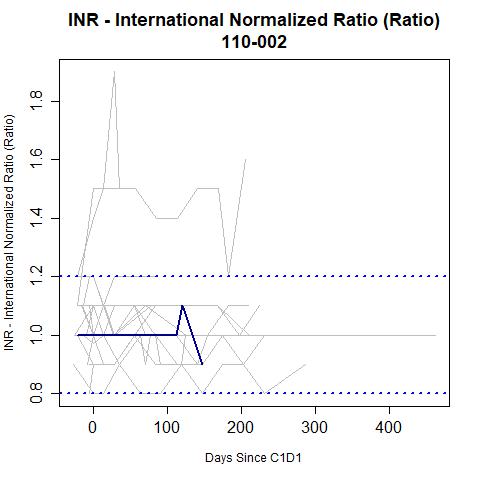 INR - International Normalized Ratio (Ratio)
110-002
INR - International Normalized Ratio (Ratio)
1.8
1.6
1.4
1.2
1.0
0.8
0 100 200 300 400
Days Since C1D1